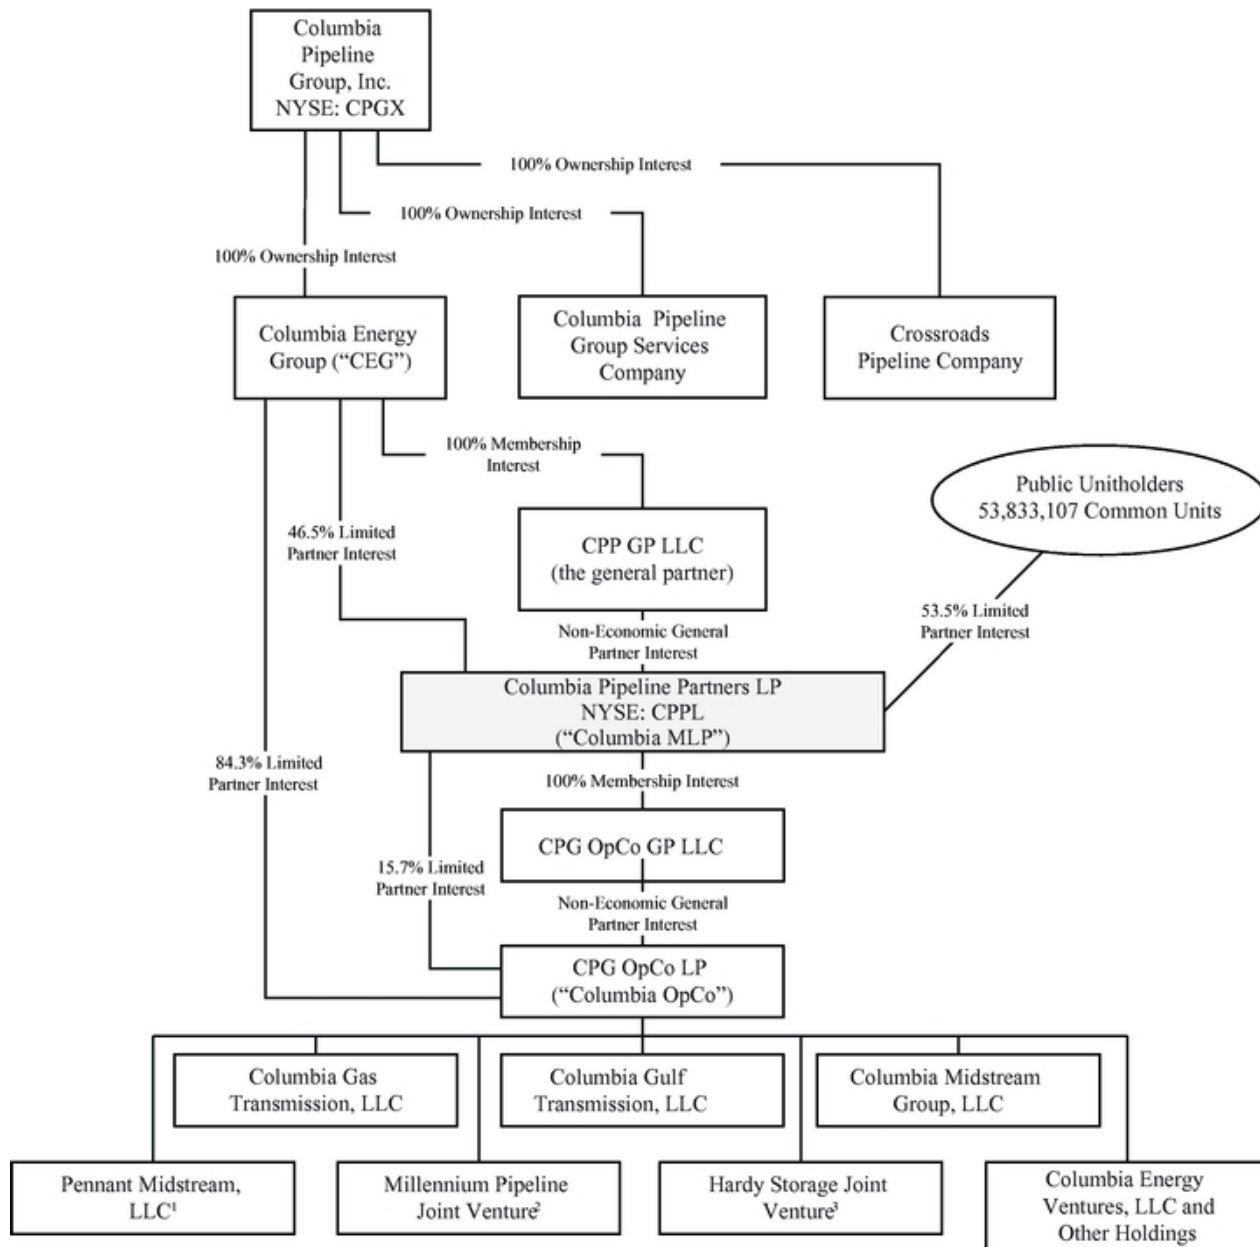 Columbia
Pipeline
Group, Inc.
NYSE: CPGX
100% Ownership Interest
100% Ownership Interest
100% Ownership Interest
Columbia Energy
Group (“CEG”)
Columbia Pipeline
Group Services
Company
Crossroads
Pipeline Company
100% Membership
Interest
Public Unitholders
53,833,107 Common Units
46.5% Limited
Partner Interest
CPP GP LLC
(the general partner)
53.5% Limited
Partner Interest
Non-Economic General
Partner Interest
Columbia Pipeline Partners LP
NYSE: CPPL
(“Columbia MLP”)
84.3% Limited
Partner Interest
100% Membership Interest
CPG OpCo GP LLC
15.7% Limited
Partner Interest
Non-Economic General
Partner Interest
CPG OpCo LP
(“Columbia OpCo”)
Columbia Gas
Transmission, LLC
Columbia Gulf
Transmission, LLC
Columbia Midstream
Group, LLC
Pennant Midstream,
LLC¹
Millennium Pipeline
Joint Venture²
Hardy Storage Joint
Venture³
Columbia Energy
Ventures, LLC and
Other Holdings